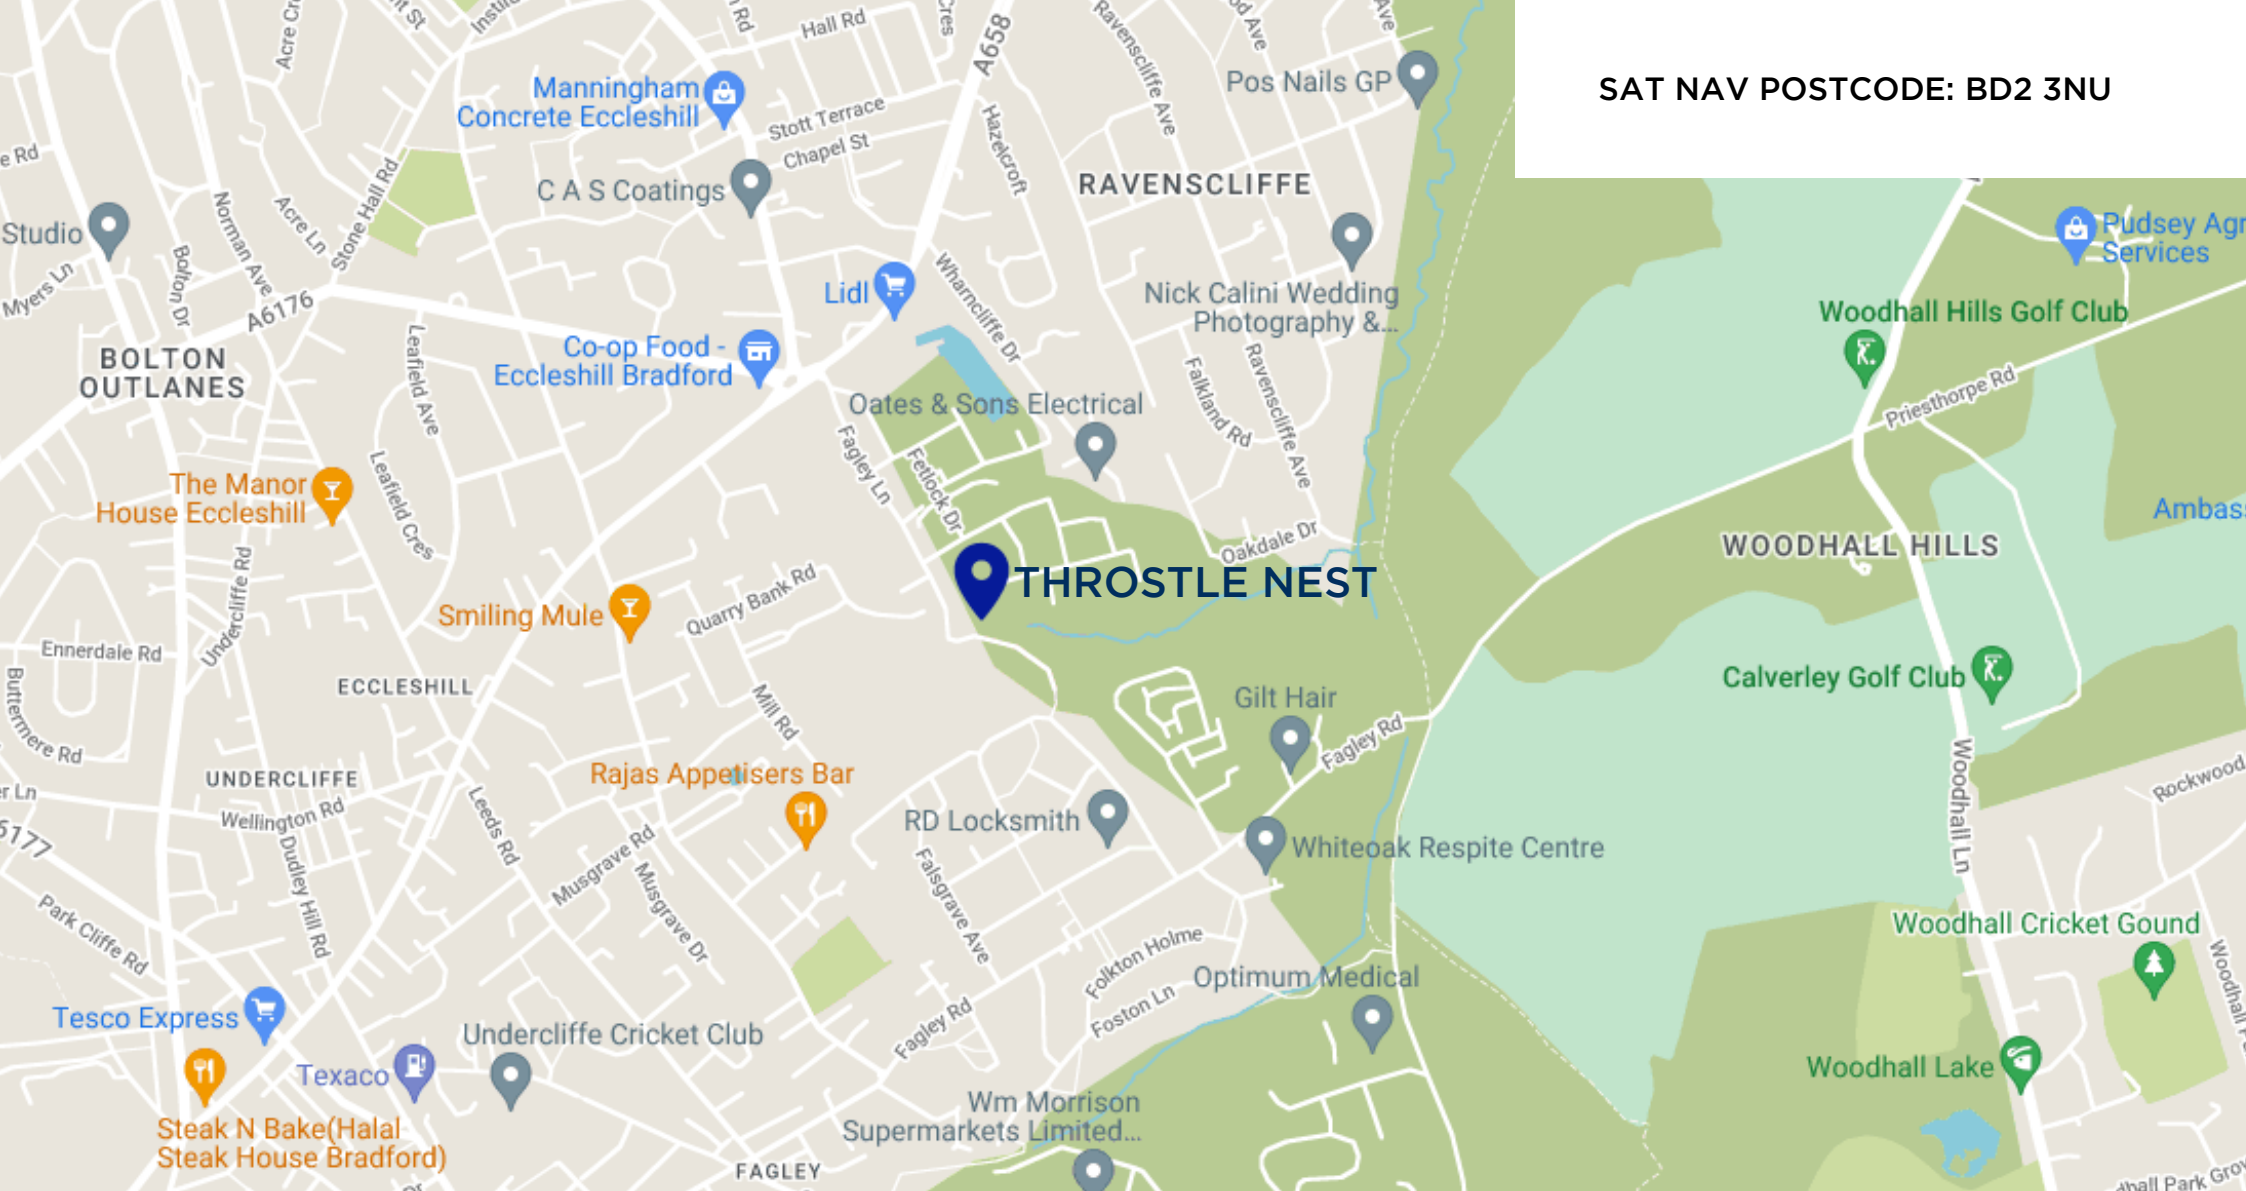 SAT NAV POSTCODE: BD2 3NU
Hall Rd
A658
Ravenscliffe Ave
Pos Nails GP
Manningham
Concrete Eccleshill
Stott Terrace
Chapel St
Hazelcroft
C A S Coatings
RAVENSCLIFFE
Acre Ln
Stone Hall Rd
Norman Ave
Studio
Bolton Dr
Myers Ln
A6176
Lidl
Wharncliffe Dr
Nick Calini Wedding
Photography &...
Pudsey Agr
Services
Woodhall Hills Golf Club
BOLTON
OUTLANES
Leafield Ave
Co-op Food -
Eccleshill Bradford
Oates & Sons Electrical
Falkland Rd
Ravenscliffe Ave
Priesthorpe Rd
Fagley Ln
Fetlock Dr
The Manor
House Eccleshill
Leafield Cres
Oakdale Dr
WOODHALL HILLS
Ambas
THROSTLE NEST
Quarry Bank Rd
Smiling Mule
Undercliffe Rd
Ennerdale Rd
Buttermere Rd
ECCLESHILL
Mill Rd
Gilt Hair
Fagley Rd
Calverley Golf Club
Woodhall Ln
Rockwood
UNDERCLIFFE
Wellington Rd
Rajas Appetisers Bar
Leeds Rd
RD Locksmith
Whiteoak Respite Centre
Dudley Hill Rd
Musgrave Rd
Musgrave Dr
Falsgrave Ave
6177
Park Cliffe Rd
Folkton Holme
Foston Ln
Optimum Medical
Woodhall Cricket Gound
Woodhall
Tesco Express
Undercliffe Cricket Club
Fagley Rd
Texaco
Woodhall Lake
Steak N Bake(Halal
Steak House Bradford)
Wm Morrison
Supermarkets Limited...
FAGLEY
hall Park Grov